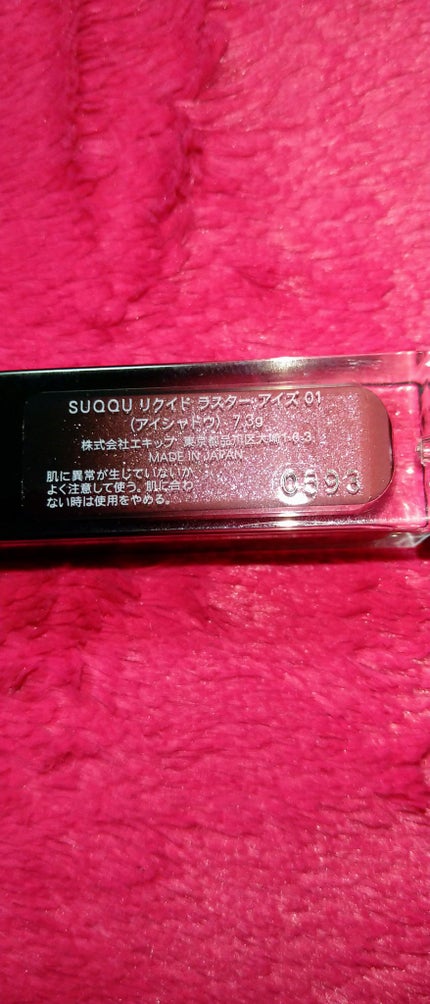 SUQQU リクイド ラスター アイズ 01
(アイシャドウ) 7.3g
株式会社エキップ 東京都品川区大崎1-6-3
MADE IN JAPAN
肌に異常が生じていないか
よく注意して使う。肌に合わ
ない時は使用をやめる。
0593